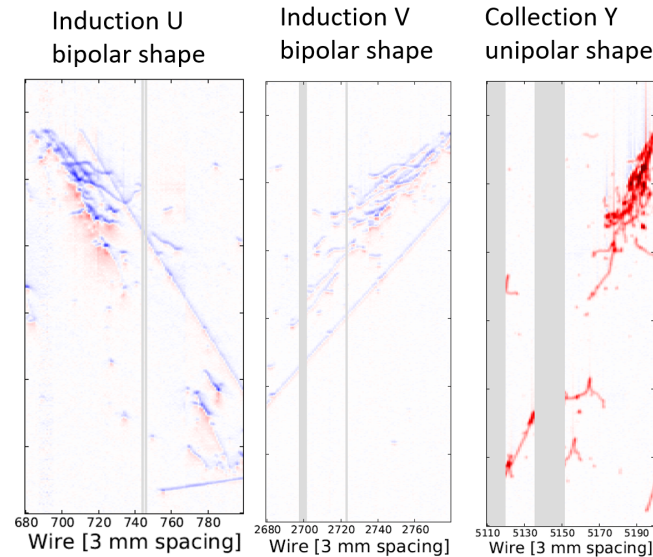 Induction U
bipolar shape
Induction V
bipolar shape
Collection Y
unipolar shape
680 700 720 740 760 780
Wire [3 mm spacing]
2680 2700 2720 2740 2760
Wire [3 mm spacing]
5110 5130 5150 5170 5190
Wire [3 mm spacing]